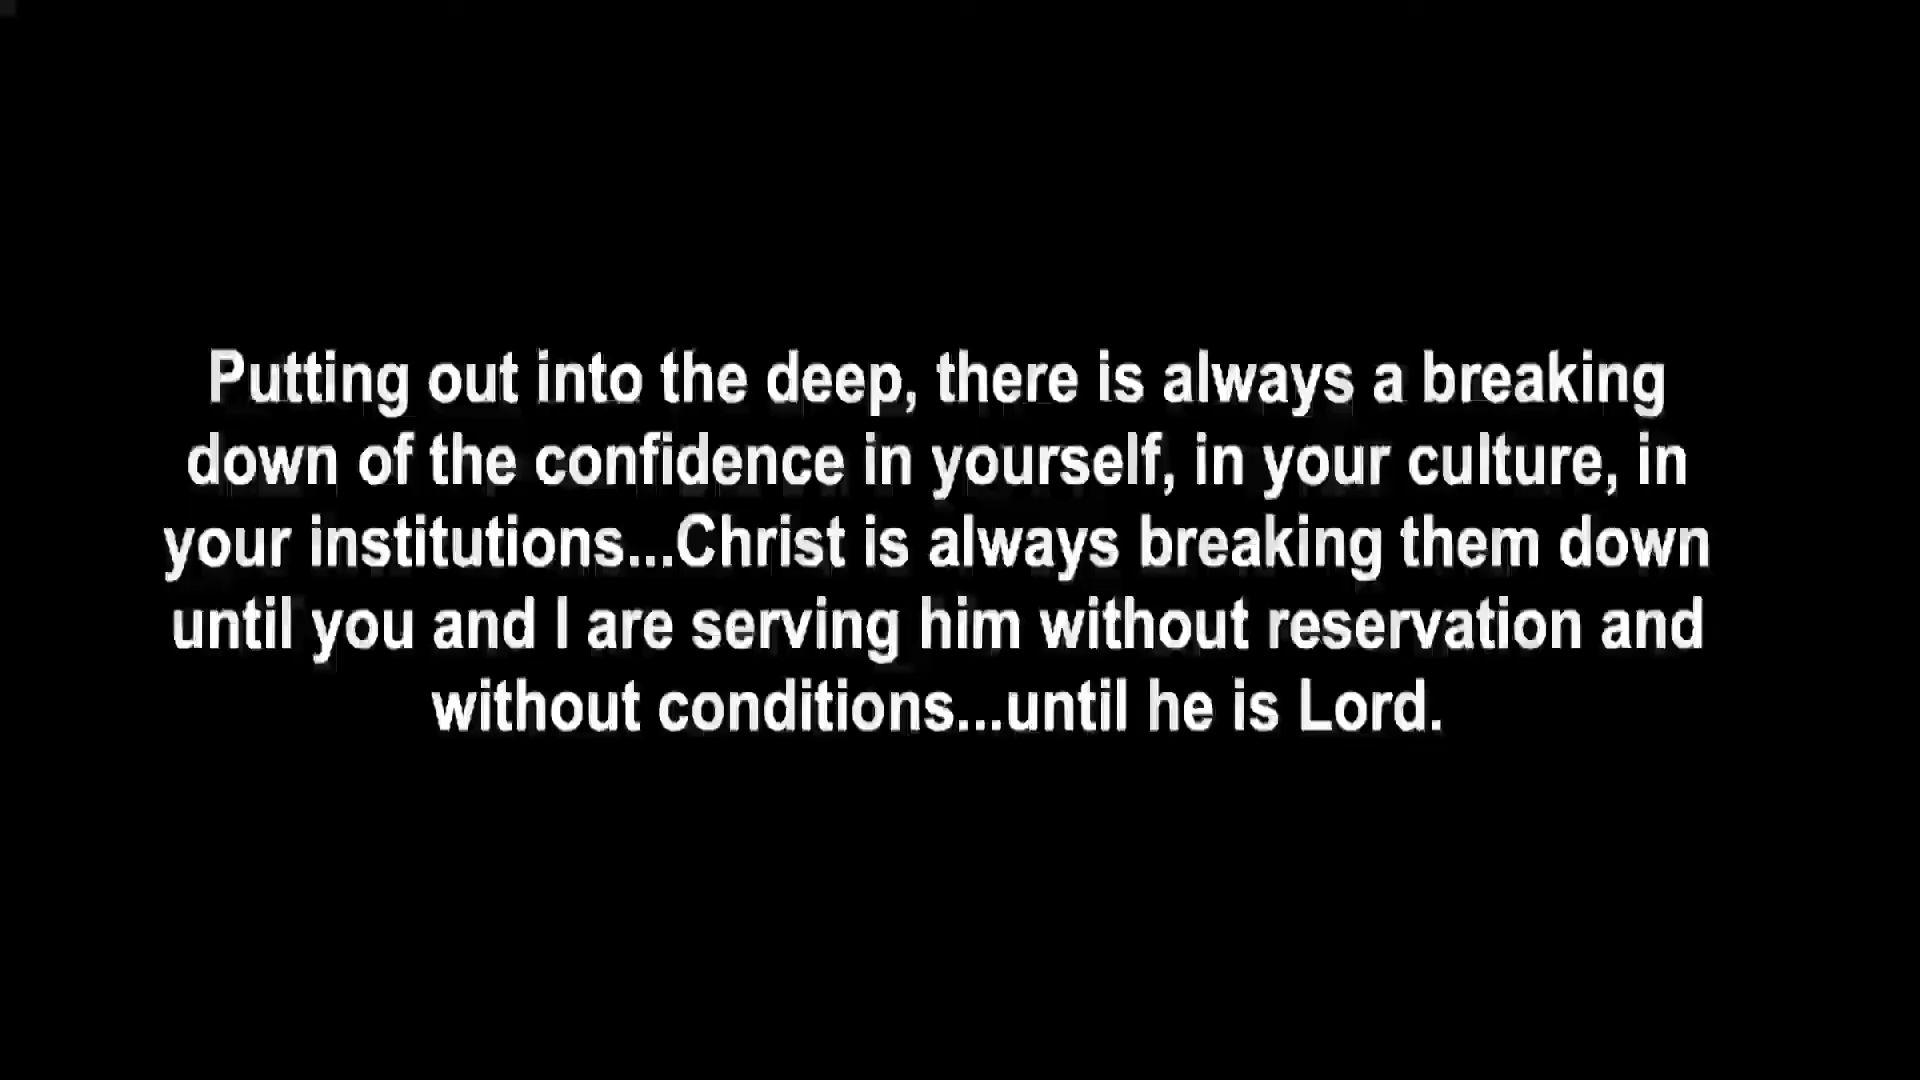 Putting out into the deep, there is always a breaking
down of the confidence in yourself, in your culture, in
your institutions...Christ is always breaking them down
until you and I are serving him without reservation and
without conditions...until he is Lord.